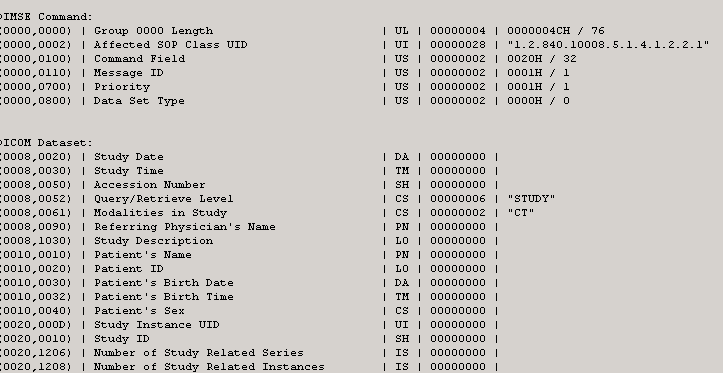 DIMSE Command:
(0000,0000) | Group 0000 Length | UL | 00000004 | 0000004CH / 76
(0000,0002) | Affected SOP Class UID | UI | 00000028 | "1.2.840.10008.5.1.4.1.2.2.1"
(0000,0100) | Command Field | US | 00000002 | 0020H / 32
(0000,0110) | Message ID | US | 00000002 | 0001H / 1
(0000,0700) | Priority | US | 00000002 | 0001H / 1
(0000,0800) | Data Set Type | US | 00000002 | 0000H / 0
DICOM Dataset:
(0008,0020) | Study Date | DA | 00000000 |
(0008,0030) | Study Time | TM | 00000000 |
(0008,0050) | Accession Number | SH | 00000000 |
(0008,0052) | Query/Retrieve Level | CS | 00000006 | "STUDY"
(0008,0061) | Modalities in Study | CS | 00000002 | "CT"
(0008,0090) | Referring Physician's Name | PN | 00000000 |
(0008,1030) | Study Description | LO | 00000000 |
(0010,0010) | Patient's Name | PN | 00000000 |
(0010,0020) | Patient ID | LO | 00000000 |
(0010,0030) | Patient's Birth Date | DA | 00000000 |
(0010,0032) | Patient's Birth Time | TM | 00000000 |
(0010,0040) | Patient's Sex | CS | 00000000 |
(0020,000D) | Study Instance UID | UI | 00000000 |
(0020,0010) | Study ID | SH | 00000000 |
(0020,1206) | Number of Study Related Series | IS | 00000000 |
(0020,1208) | Number of Study Related Instances | IS | 00000000 |